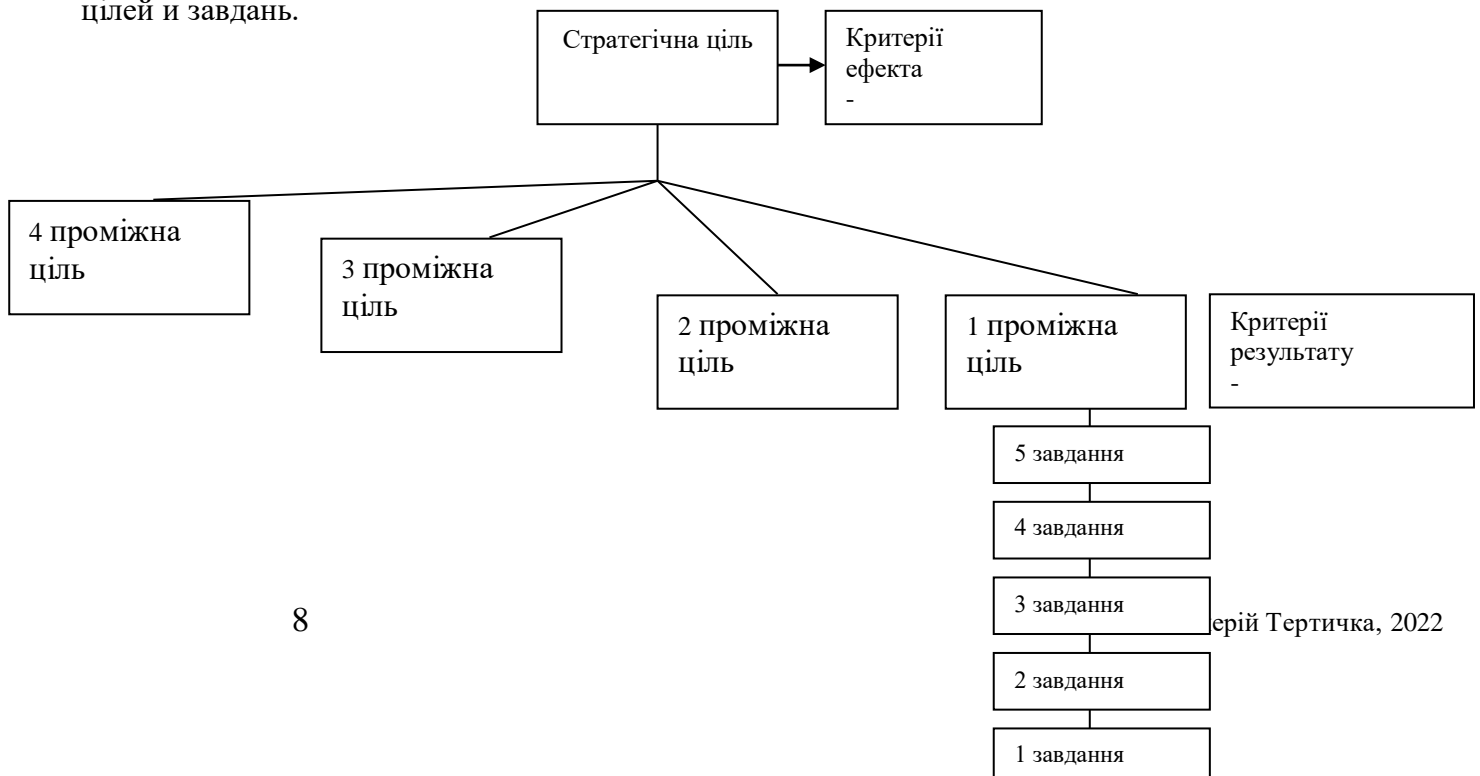 цілей й завдань.
Стратегічна ціль
Критерії
ефекта
-
4 проміжна
ціль
3 проміжна
ціль
2 проміжна
ціль
1 проміжна
ціль
Критерії
результату
-
5 завдання
4 завдання
3 завдання
8
ерій Тертичка, 2022
2 завдання
1 завдання